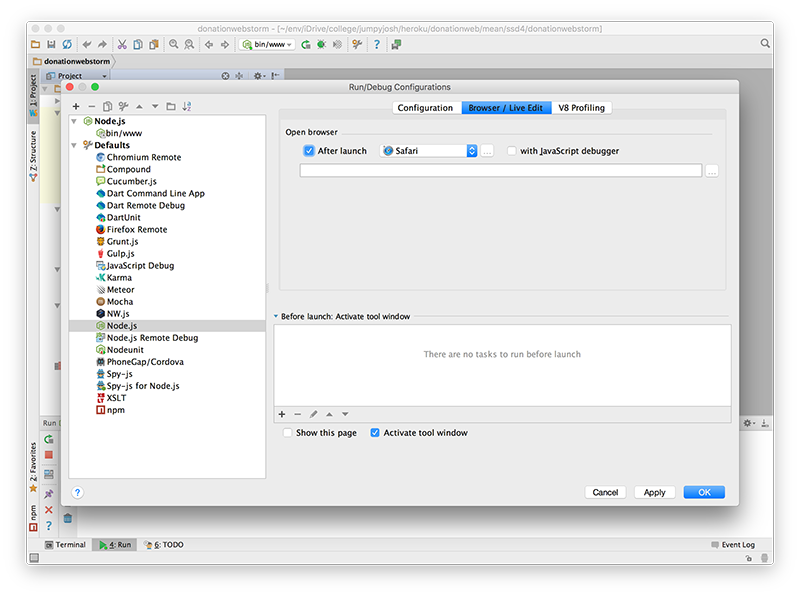 donationwebstorm - [~/env/iDrive/college/jumpyjosh/heroku/donationweb/mean/ssd4/donationwebstorm]
bin/www
donationwebstorm
Project
1: Project
Z: Structure
2: Favorites
npm
Run/Debug Configurations
Node.js
bin/www
Defaults
Chromium Remote
Compound
Cucumber.js
Dart Command Line App
Dart Remote Debug
DartUnit
Firefox Remote
Grunt.js
Gulp.js
JavaScript Debug
Karma
Meteor
Mocha
NW.js
Node.js
Node.js Remote Debug
Nodeunit
PhoneGap/Cordova
Spy-js
Spy-js for Node.js
XSLT
npm
Configuration Browser / Live Edit V8 Profiling
Open browser
After launch Safari ... with JavaScript debugger
...
Before launch: Activate tool window
There are no tasks to run before launch
Show this page Activate tool window
? Cancel Apply OK
Run
Terminal 4: Run 6: TODO Event Log